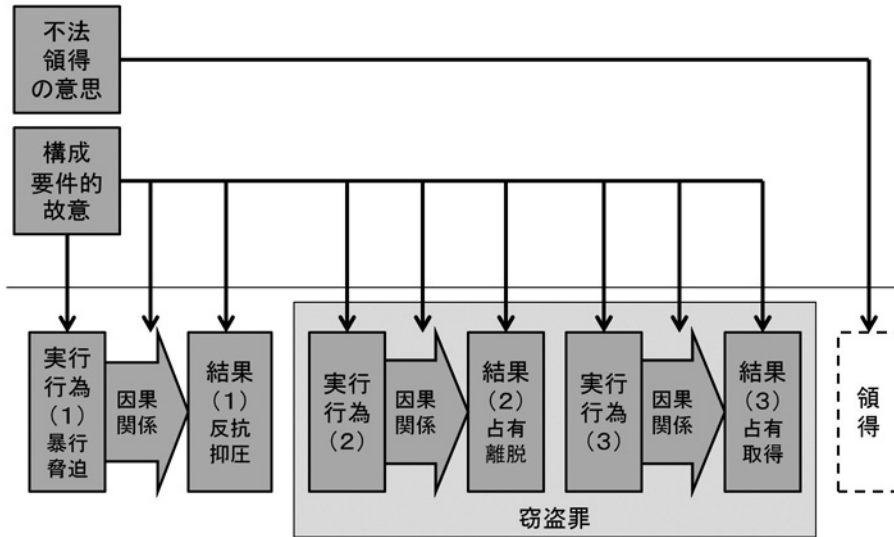 不法
領得
の意思
構成
要件的
故意
実行
行為
(1)
暴行
脅迫
因果
関係
結果
(1)
反抗
抑圧
実行
行為
(2)
因果
関係
結果
(2)
占有
離脱
実行
行為
(3)
因果
関係
結果
(3)
占有
取得
領
得
窃盗罪